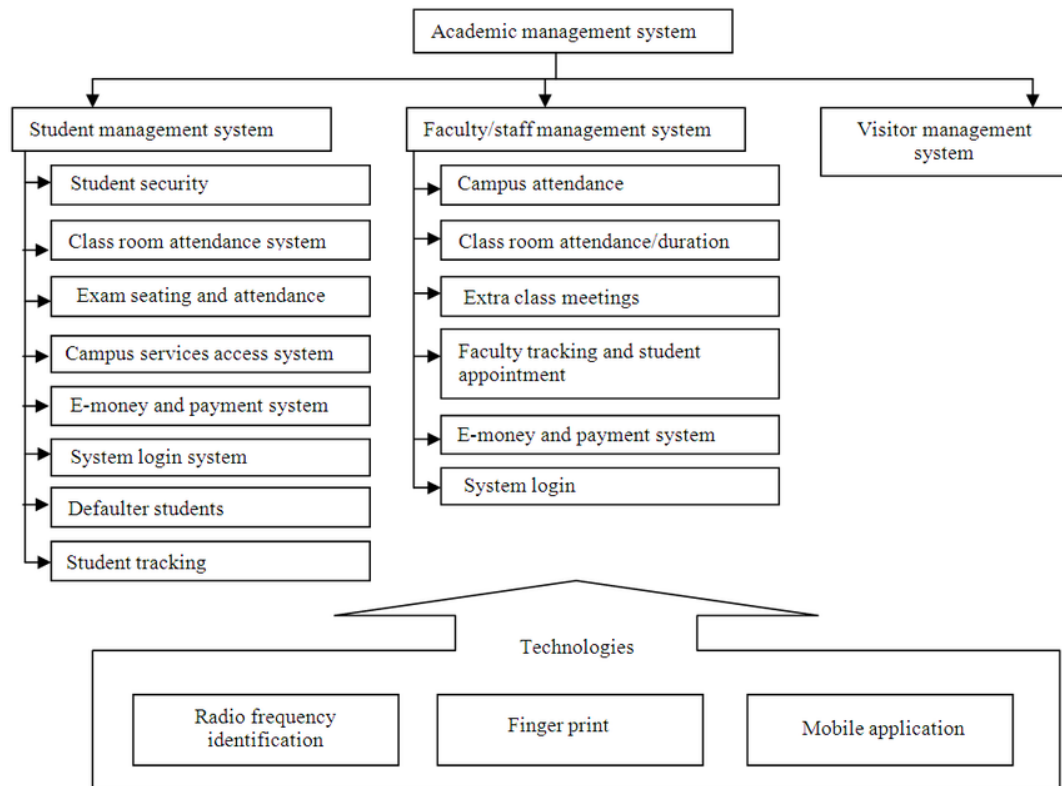 Academic management system
Student management system
Faculty/staff management system
Visitor management
system
Student security
Class room attendance system
Exam seating and attendance
Campus services access system
E-money and payment system
System login system
Defaulter students
Student tracking
Campus attendance
Class room attendance/duration
Extra class meetings
Faculty tracking and student
appointment
E-money and payment system
System login
Technologies
Radio frequency
identification
Finger print
Mobile application